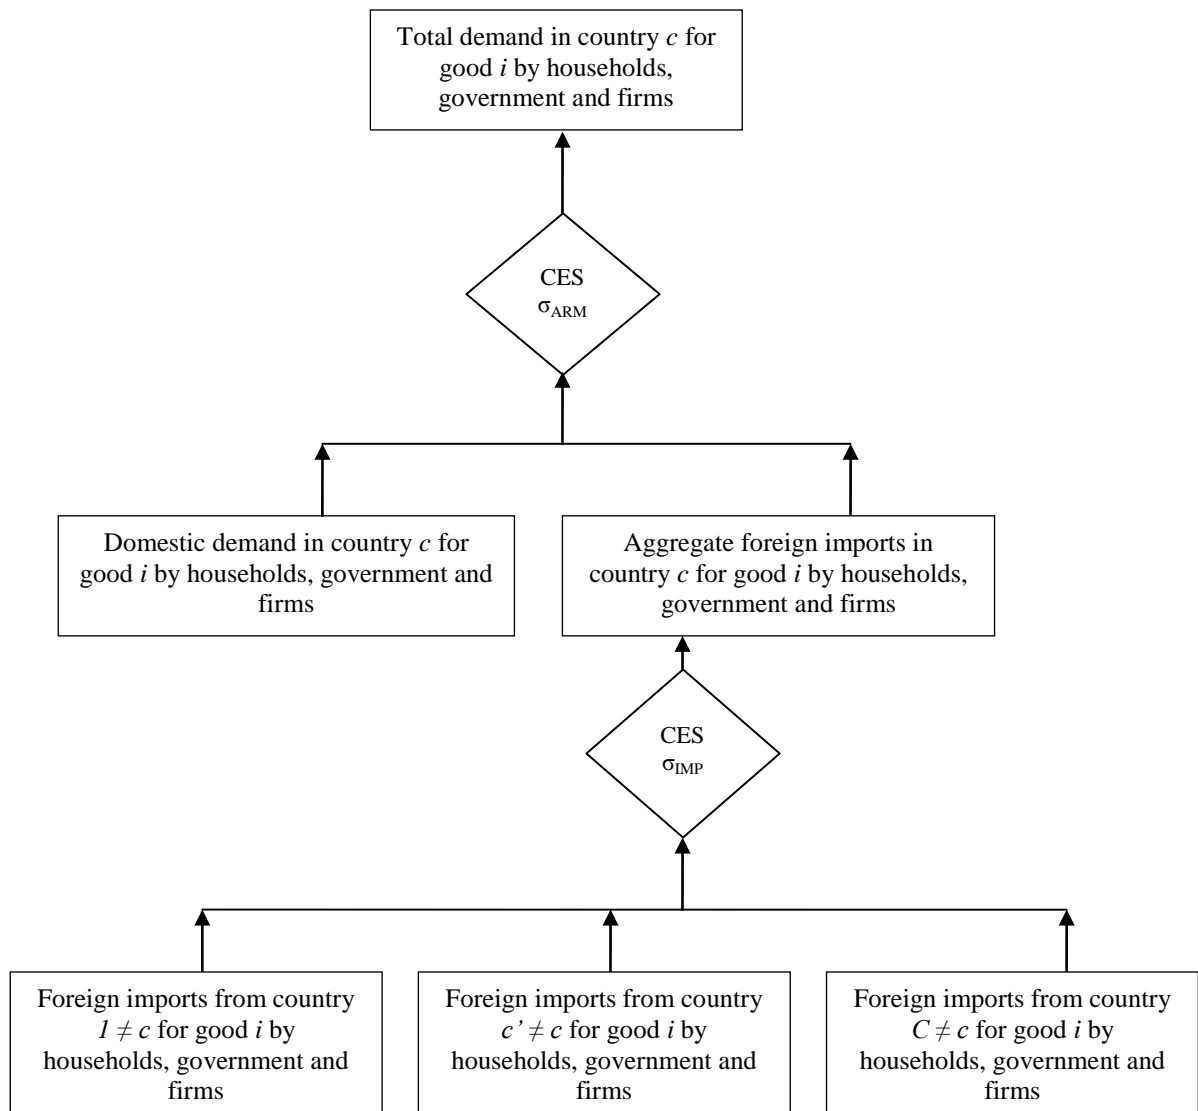 Total demand in country c for
good i by households,
government and firms
CES
σARM
Domestic demand in country c for
good i by households, government and
firms
Aggregate foreign imports in
country c for good i by households,
government and firms
CES
σIMP
Foreign imports from country
1 ≠ c for good i by
households, government and
firms
Foreign imports from country
c’ ≠ c for good i by
households, government and
firms
Foreign imports from country
C ≠ c for good i by
households, government and
firms